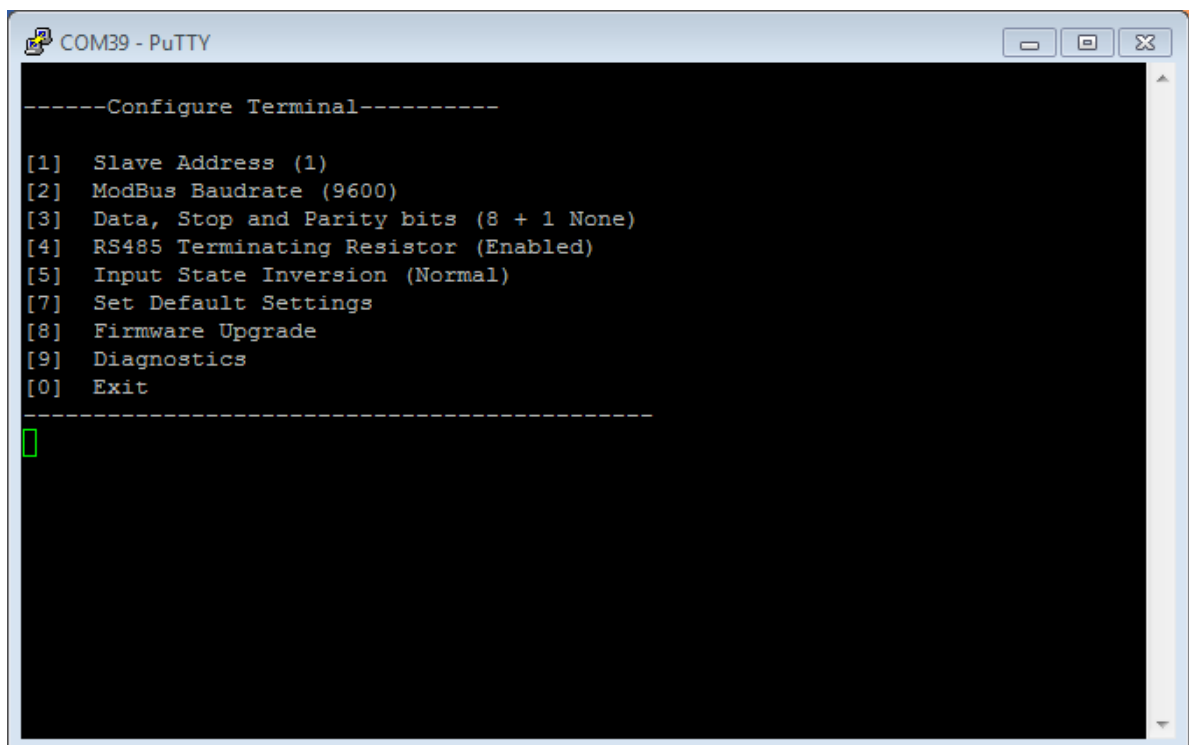 COM39 - PuTTY
------Configure Terminal----------
[1]  Slave Address (1)
[2]  ModBus Baudrate (9600)
[3]  Data, Stop and Parity bits (8 + 1 None)
[4]  RS485 Terminating Resistor (Enabled)
[5]  Input State Inversion (Normal)
[7]  Set Default Settings
[8]  Firmware Upgrade
[9]  Diagnostics
[0]  Exit
---------------------------------------------